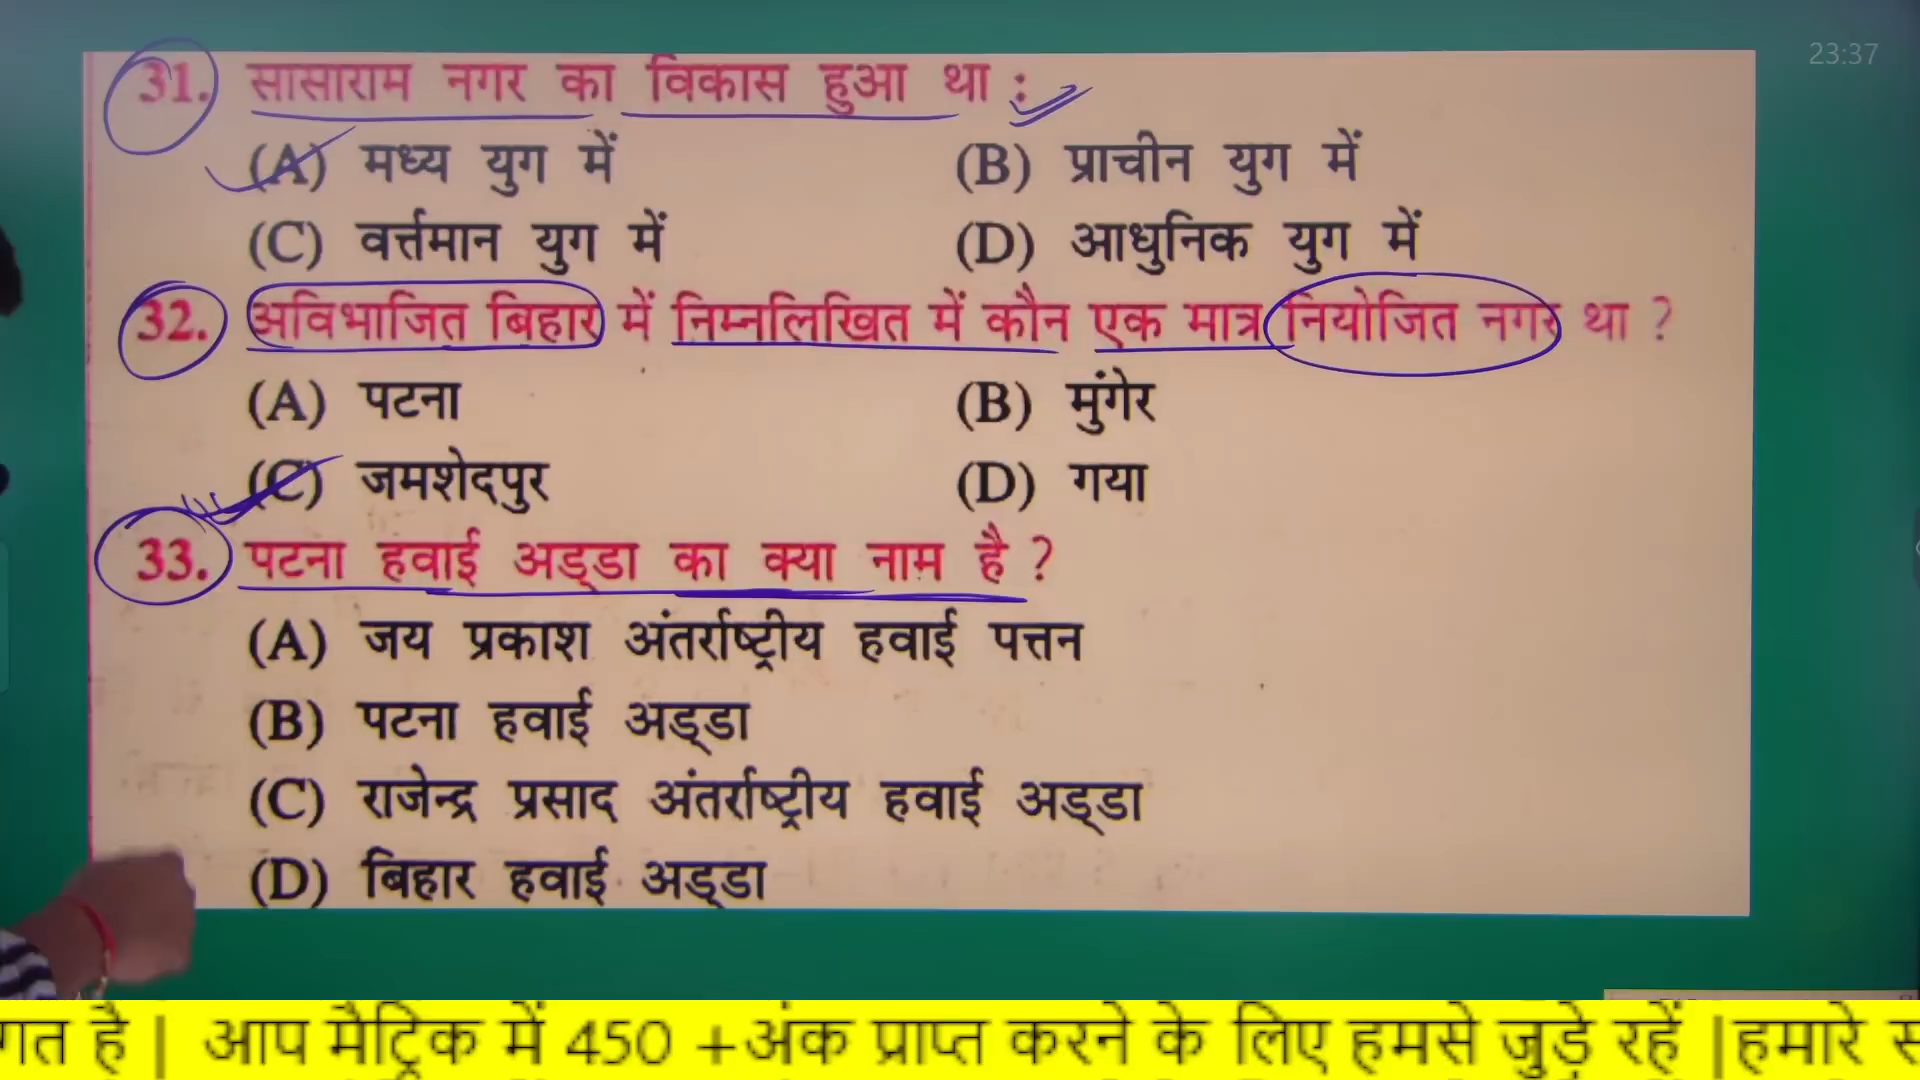 23:37
31. सासाराम नगर का विकास हुआ था :
(A) मध्य युग में (B) प्राचीन युग में
(C) वर्त्तमान युग में (D) आधुनिक युग में
32. अविभाजित बिहार में निम्नलिखित में कौन एक मात्र नियोजित नगर था ?
(A) पटना (B) मुंगेर
(C) जमशेदपुर (D) गया
33. पटना हवाई अड्डा का क्या नाम है ?
(A) जय प्रकाश अंतर्राष्ट्रीय हवाई पत्तन
(B) पटना हवाई अड्डा
(C) राजेन्द्र प्रसाद अंतर्राष्ट्रीय हवाई अड्डा
(D) बिहार हवाई अड्डा
है | आप मैट्रिक में 450 +अंक प्राप्त करने के लिए हमसे जुड़े रहें |हमारे